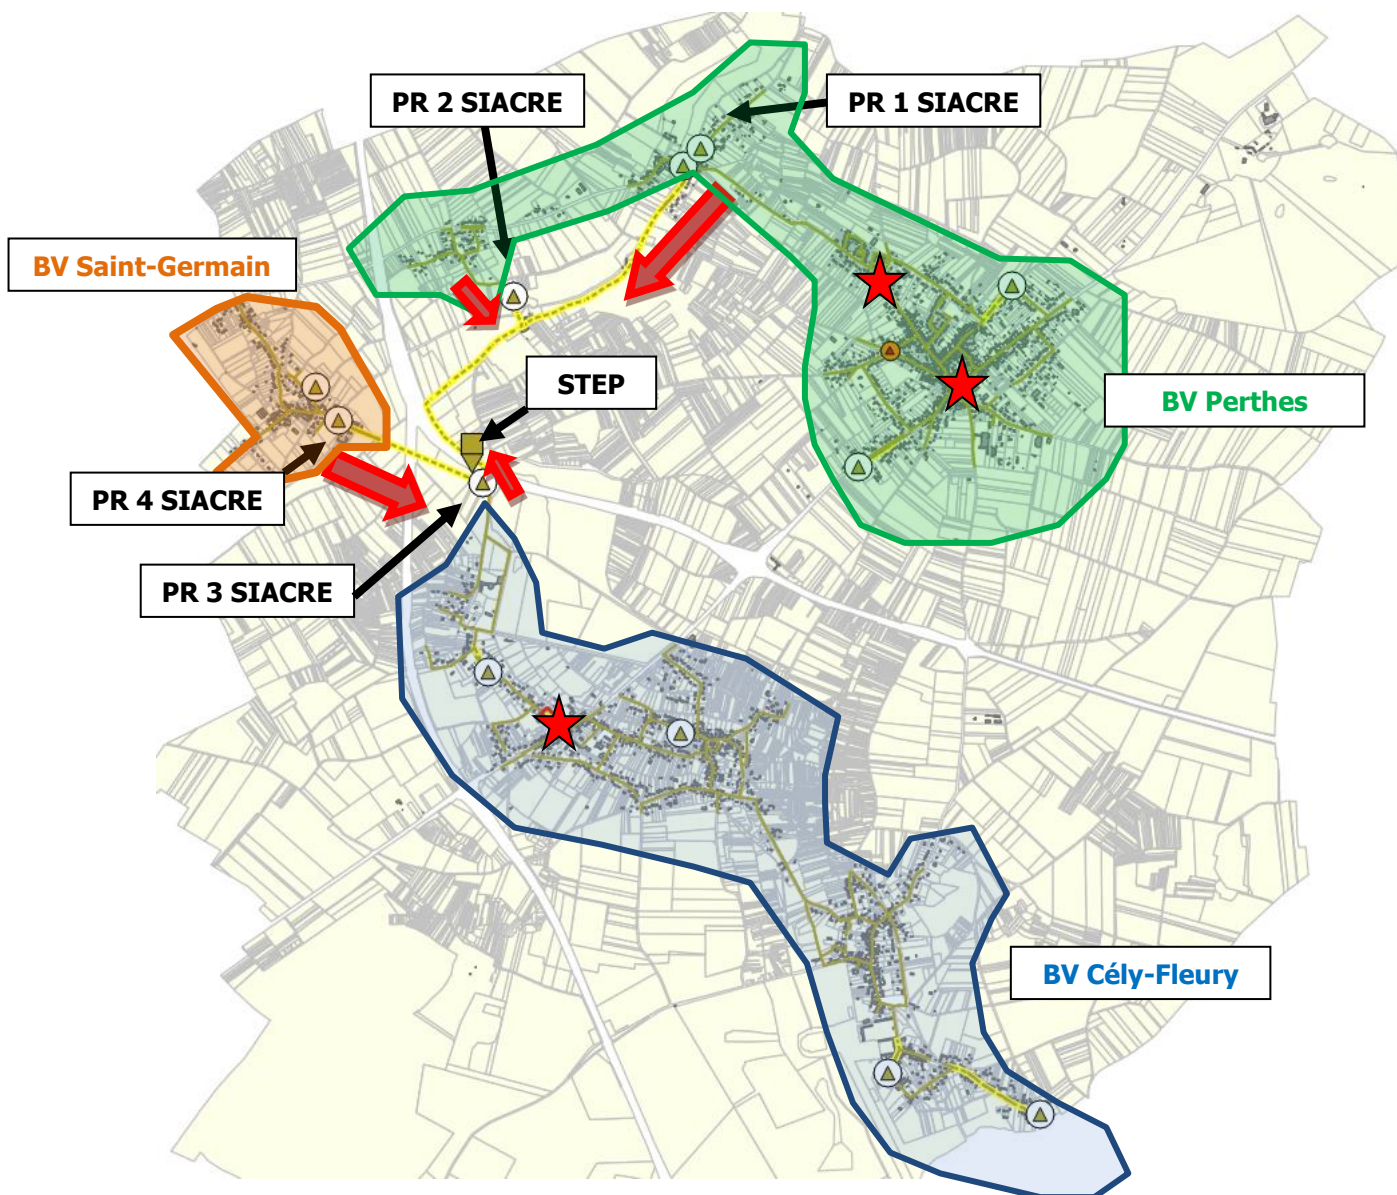 PR 2 SIACRE
PR 1 SIACRE
BV Saint-Germain
STEP
BV Perthes
PR 4 SIACRE
PR 3 SIACRE
BV Cély-Fleury